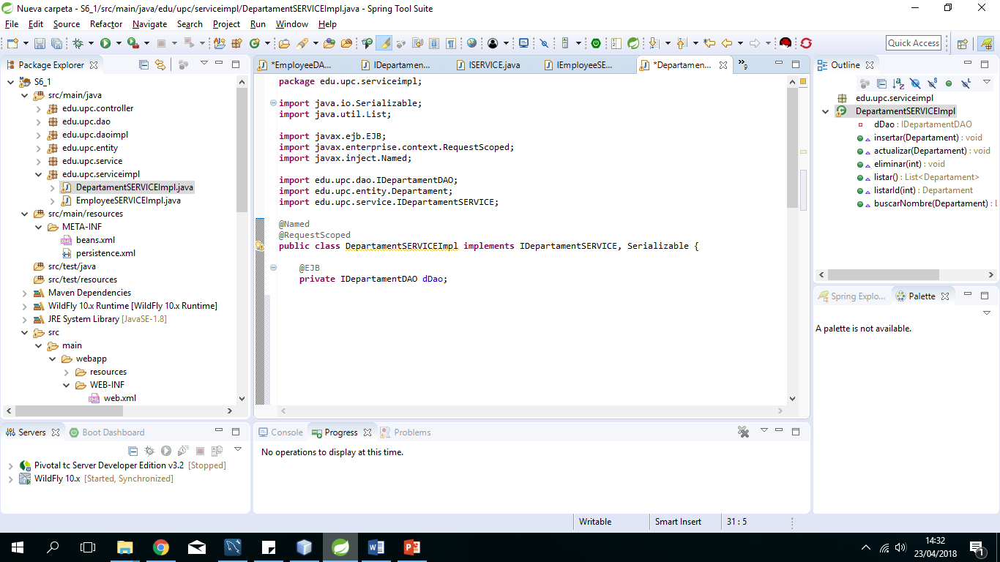 Nueva carpeta - S6_1/src/main/java/edu/upc/serviceimpl/DepartamentSERVICEImpl.java - Spring Tool Suite
File Edit Source Refactor Navigate Search Project Run Window Help
Quick Access
Package Explorer
S6_1
src/main/java
edu.upc.controller
edu.upc.dao
edu.upc.daoimpl
edu.upc.entity
edu.upc.service
edu.upc.serviceimpl
DepartamentSERVICEImpl.java
EmployeeSERVICEImpl.java
src/main/resources
META-INF
beans.xml
persistence.xml
src/test/java
src/test/resources
Maven Dependencies
WildFly 10.x Runtime [WildFly 10.x Runtime]
JRE System Library [JavaSE-1.8]
src
main
webapp
resources
WEB-INF
web.xml
*EmployeeDA... IDepartamen... ISERVICE.java IEmployeeSE... *Departamen... »9
package edu.upc.serviceimpl;
import java.io.Serializable;
import java.util.List;
import javax.ejb.EJB;
import javax.enterprise.context.RequestScoped;
import javax.inject.Named;
import edu.upc.dao.IDepartamentDAO;
import edu.upc.entity.Departament;
import edu.upc.service.IDepartamentSERVICE;
@Named
@RequestScoped
public class DepartamentSERVICEImpl implements IDepartamentSERVICE, Serializable {
@EJB
private IDepartamentDAO dDao;
Outline
edu.upc.serviceimpl
DepartamentSERVICEImpl
dDao : IDepartamentDAO
insertar(Departament) : void
actualizar(Departament) : void
eliminar(int) : void
listar() : List<Departament>
listarId(int) : Departament
buscarNombre(Departament) : L
Spring Explo... Palette
A palette is not available.
Servers Boot Dashboard
Pivotal tc Server Developer Edition v3.2 [Stopped]
WildFly 10.x [Started, Synchronized]
Console Progress Problems
No operations to display at this time.
Writable Smart Insert 31 : 5
14:32
23/04/2018
1